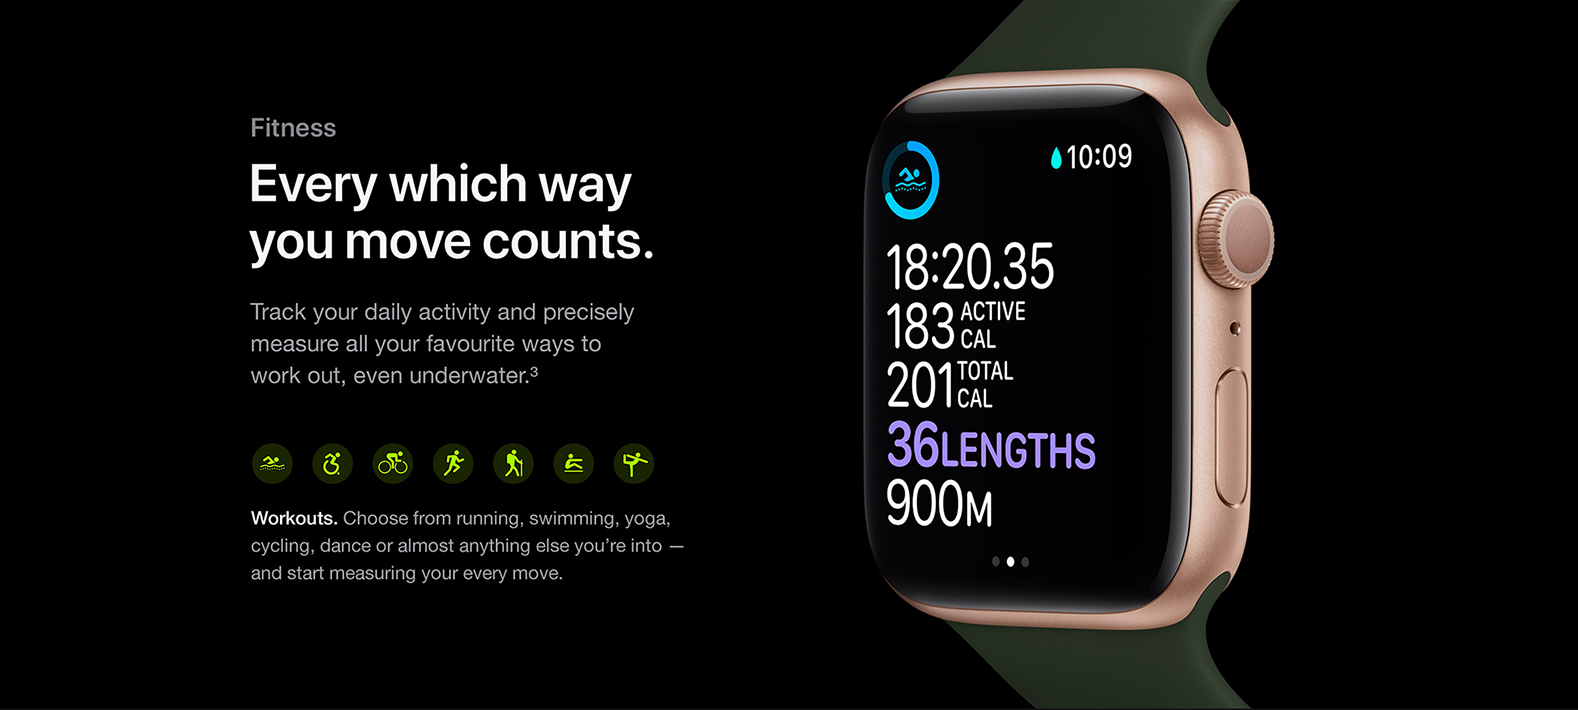 Fitness
Every which way
you move counts.
Track your daily activity and precisely
measure all your favourite ways to
work out, even underwater.³
Workouts. Choose from running, swimming, yoga,
cycling, dance or almost anything else you’re into —
and start measuring your every move.
10:09
18:20.35
183 ACTIVE
CAL
201 TOTAL
CAL
36LENGTHS
900M